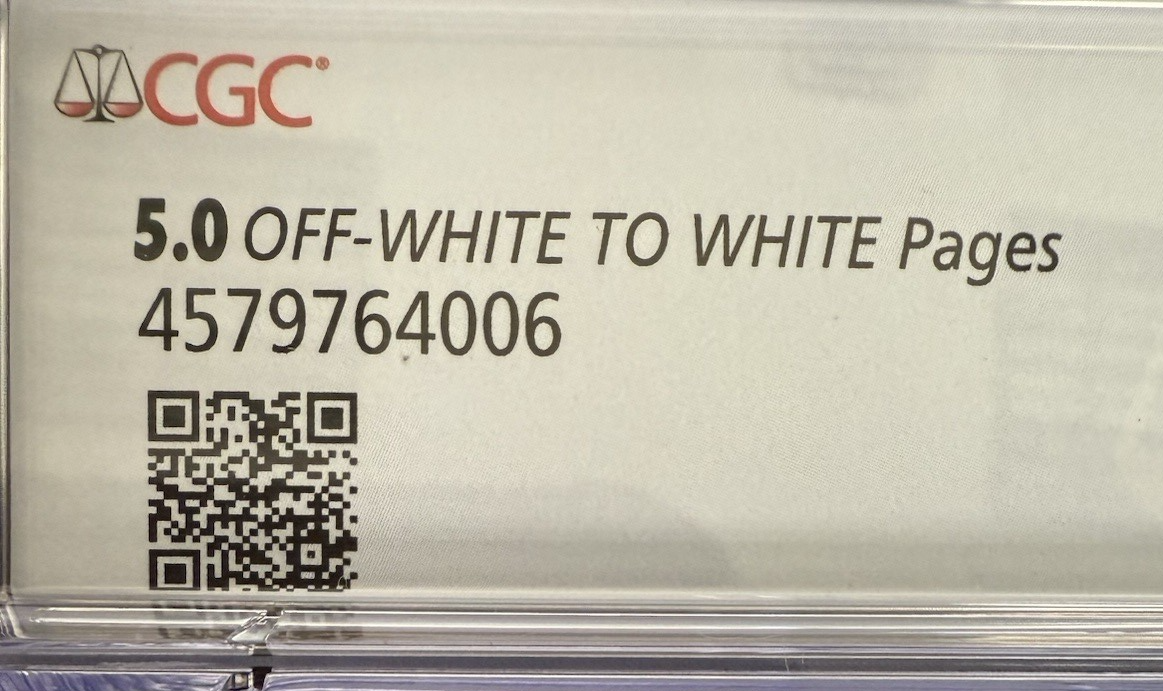 CGC®
5.0 OFF-WHITE TO WHITE Pages
4579764006